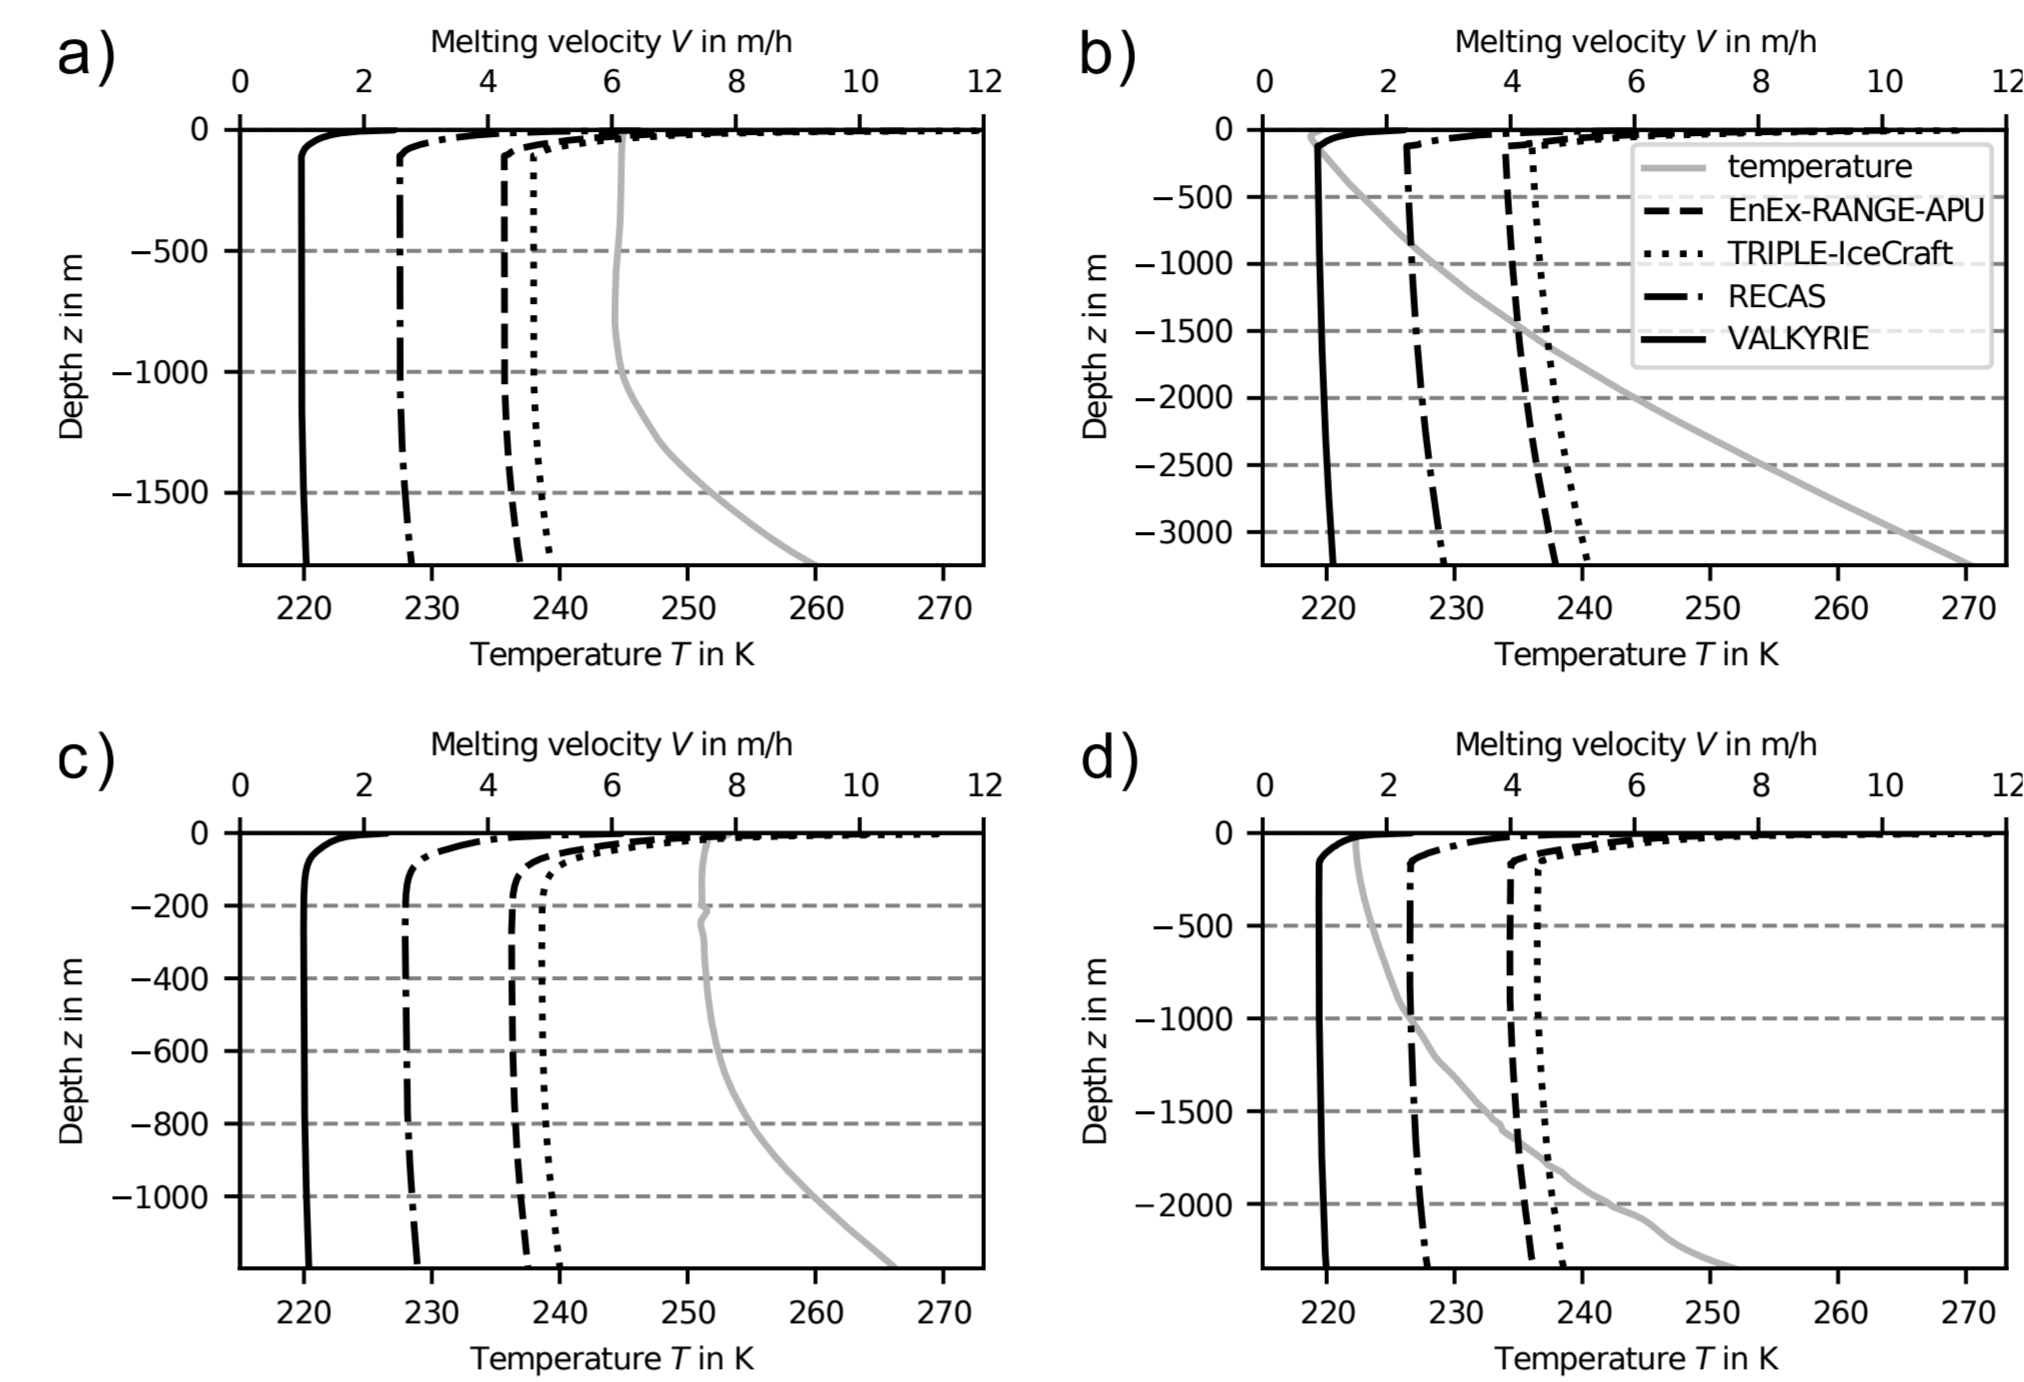 a)
Melting velocity V in m/h
0 2 4 6 8 10 12
0
−500
−1000
−1500
Depth z in m
220 230 240 250 260 270
Temperature T in K
b)
Melting velocity V in m/h
0 2 4 6 8 10 12
0
−500
−1000
−1500
−2000
−2500
−3000
Depth z in m
temperature
EnEx-RANGE-APU
TRIPLE-IceCraft
RECAS
VALKYRIE
220 230 240 250 260 270
Temperature T in K
c)
Melting velocity V in m/h
0 2 4 6 8 10 12
0
−200
−400
−600
−800
−1000
Depth z in m
220 230 240 250 260 270
Temperature T in K
d)
Melting velocity V in m/h
0 2 4 6 8 10 12
0
−500
−1000
−1500
−2000
Depth z in m
220 230 240 250 260 270
Temperature T in K